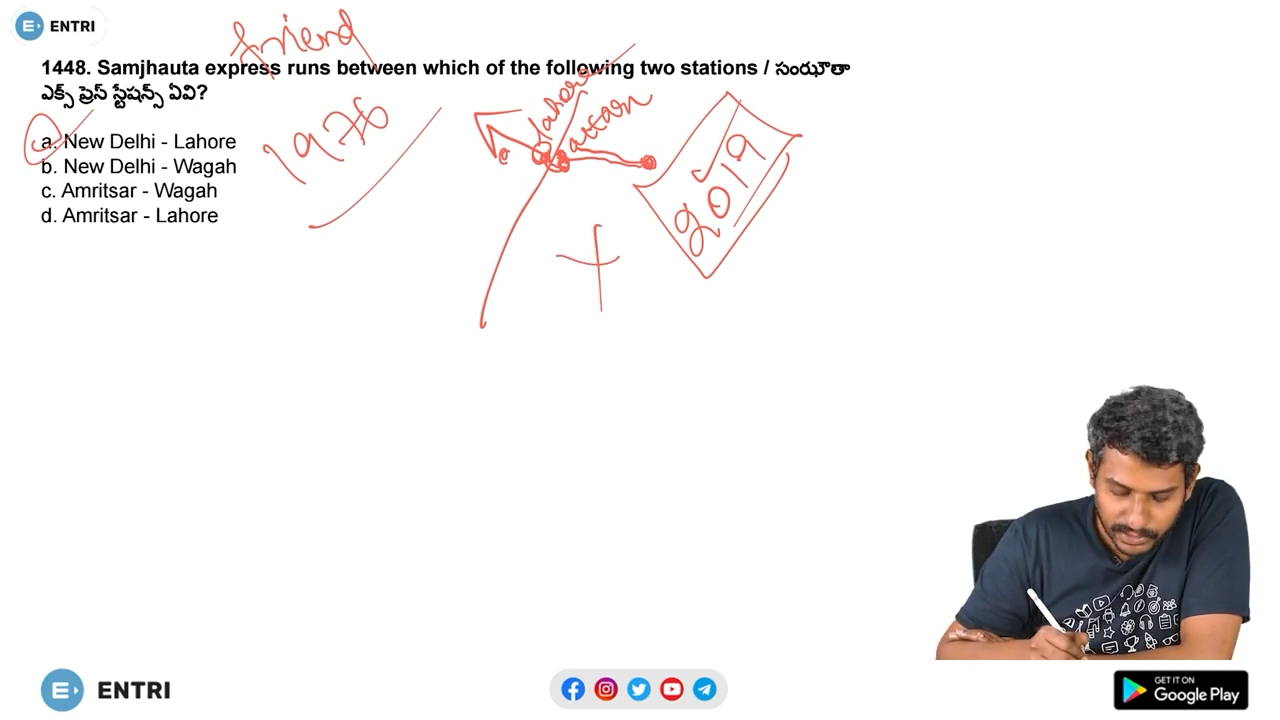 ENTRI
friend
1448. Samjhauta express runs between which of the following two stations / సంఝౌతా
ఎక్స్ ప్రెస్ స్టేషన్స్ ఏవి?
a. New Delhi - Lahore
b. New Delhi - Wagah
c. Amritsar - Wagah
d. Amritsar - Lahore
1976
lahore
attari
2019
ENTRI
GET IT ON
Google Play